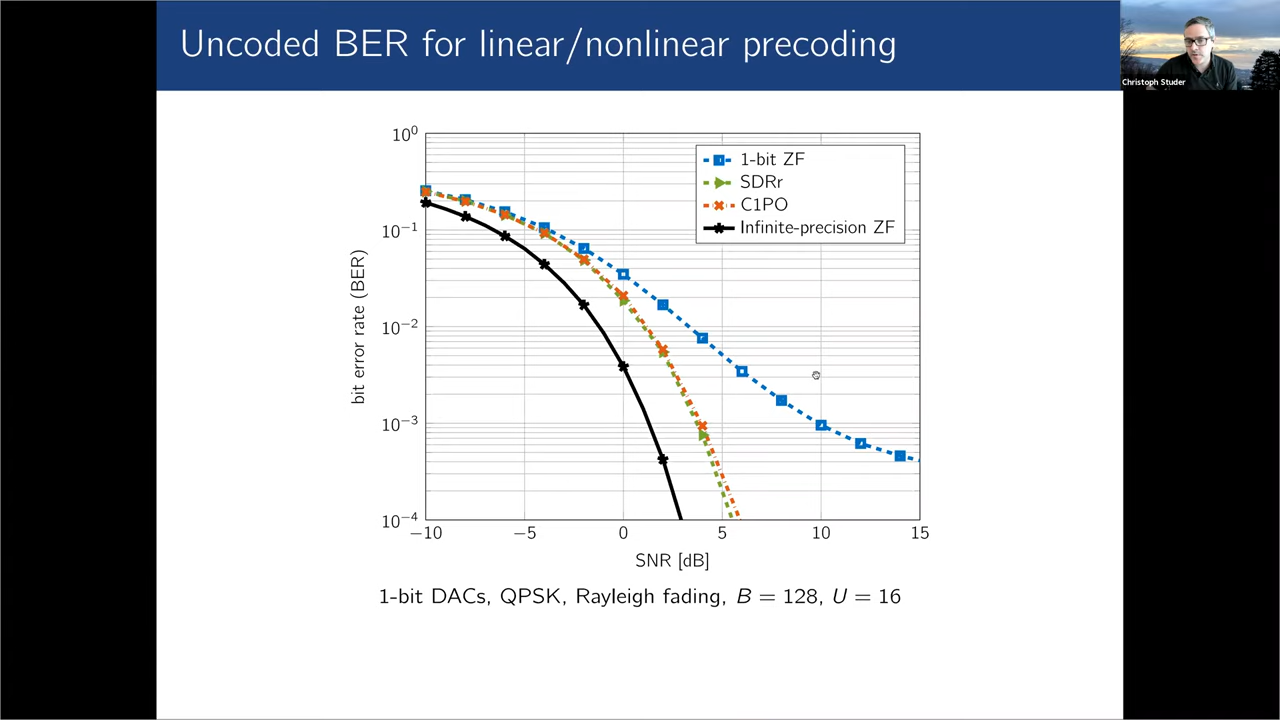 Uncoded BER for linear/nonlinear precoding
Christoph Studer
10^0
10^−1
10^−2
10^−3
10^−4
bit error rate (BER)
1-bit ZF
SDRr
C1PO
Infinite-precision ZF
−10
−5
0
5
10
15
SNR [dB]
1-bit DACs, QPSK, Rayleigh fading, B = 128, U = 16